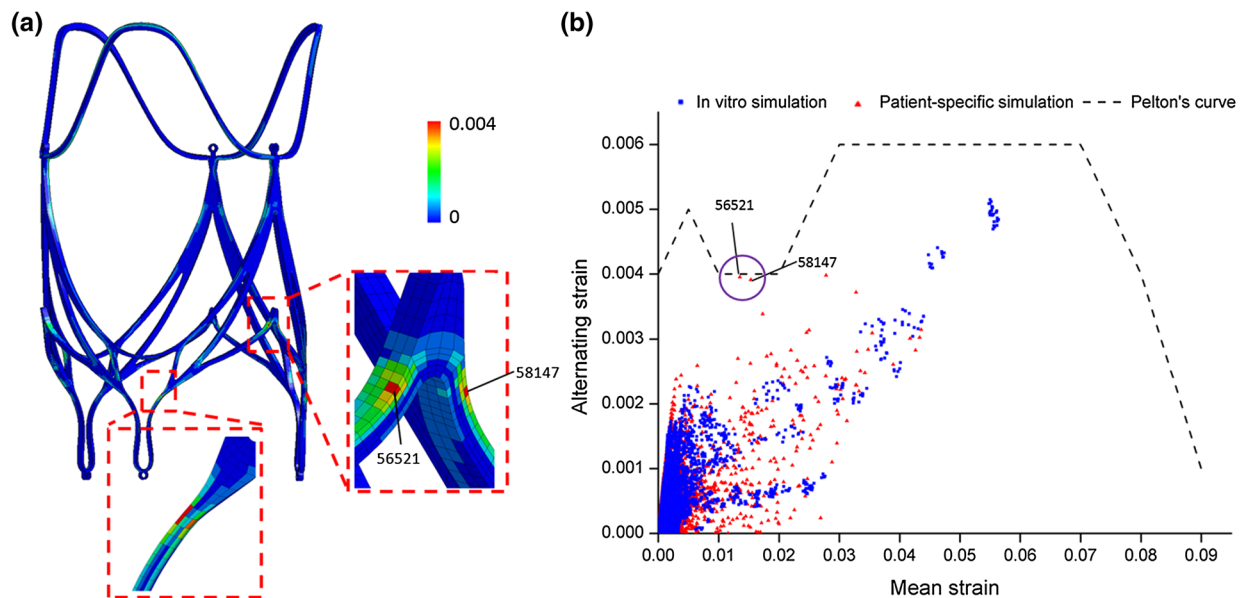 (a)
0.004
0
58147
56521
(b)
In vitro simulation
Patient-specific simulation
Pelton's curve
56521
58147
Alternating strain
0.006
0.005
0.004
0.003
0.002
0.001
0.000
0.00 0.01 0.02 0.03 0.04 0.05 0.06 0.07 0.08 0.09
Mean strain